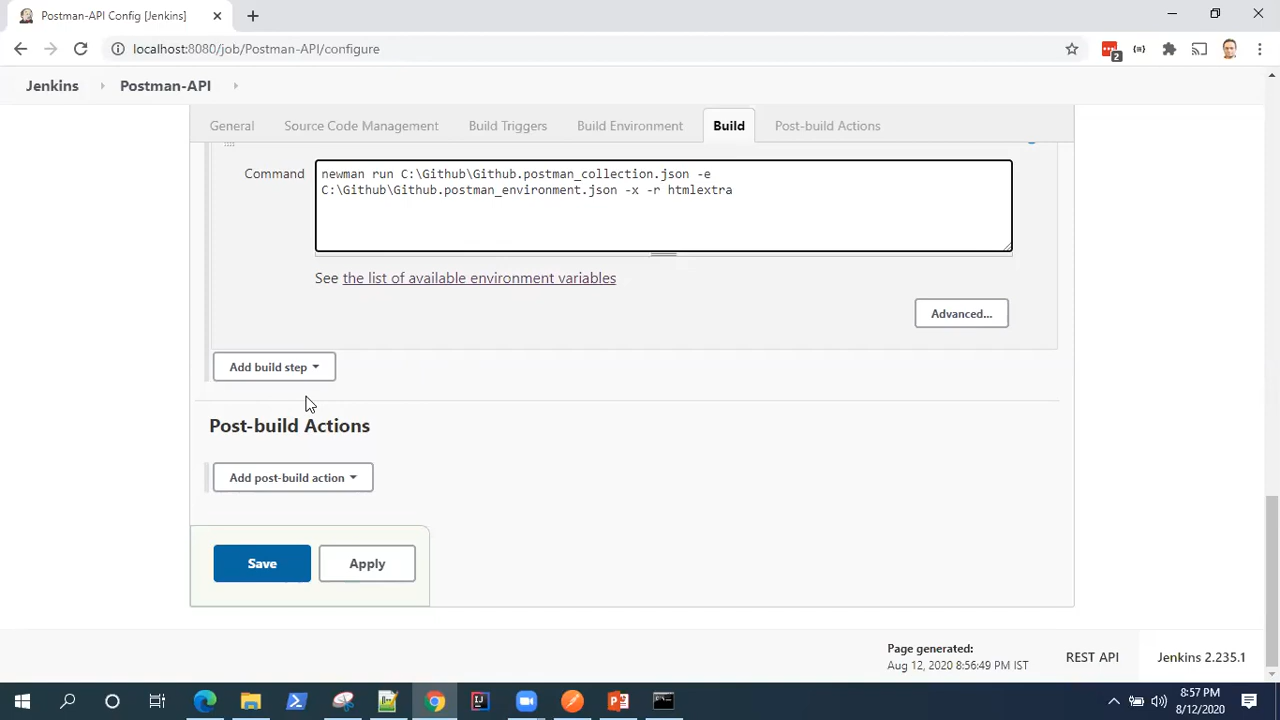 Postman-API Config [Jenkins]
localhost:8080/job/Postman-API/configure
2
Jenkins Postman-API
General Source Code Management Build Triggers Build Environment Build Post-build Actions
Command
newman run C:\Github\Github.postman_collection.json -e
C:\Github\Github.postman_environment.json -x -r htmlextra
See the list of available environment variables
Advanced...
Add build step
Post-build Actions
Add post-build action
Save Apply
Page generated:
Aug 12, 2020 8:56:49 PM IST
REST API
Jenkins 2.235.1
8:57 PM
8/12/2020